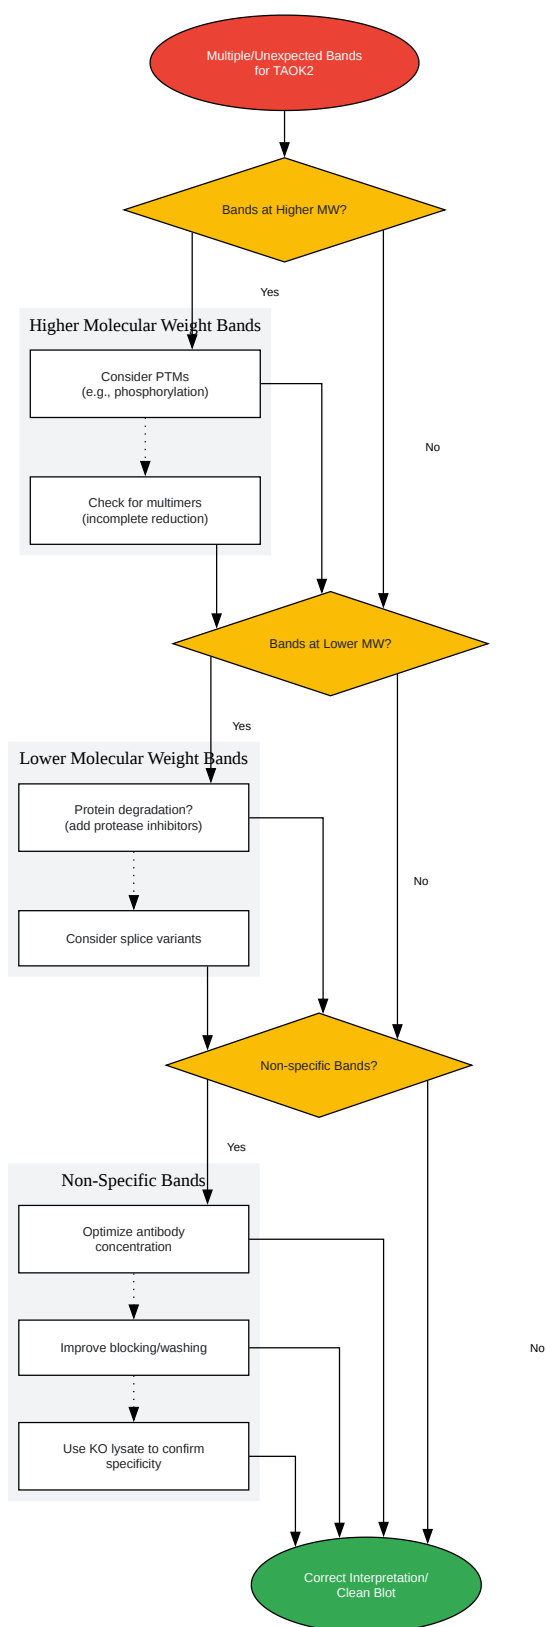 Multiple/Unexpected Bands
for TAOK2
Bands at Higher MW?
Yes
Higher Molecular Weight Bands
Consider PTMs
(e.g., phosphorylation)
No
Check for multimers
(incomplete reduction)
Bands at Lower MW?
Yes
Lower Molecular Weight Bands
Protein degradation?
(add protease inhibitors)
No
Consider splice variants
Non-specific Bands?
Yes
Non-Specific Bands
Optimize antibody
concentration
Improve blocking/washing
No
Use KO lysate to confirm
specificity
Correct Interpretation/
Clean Blot